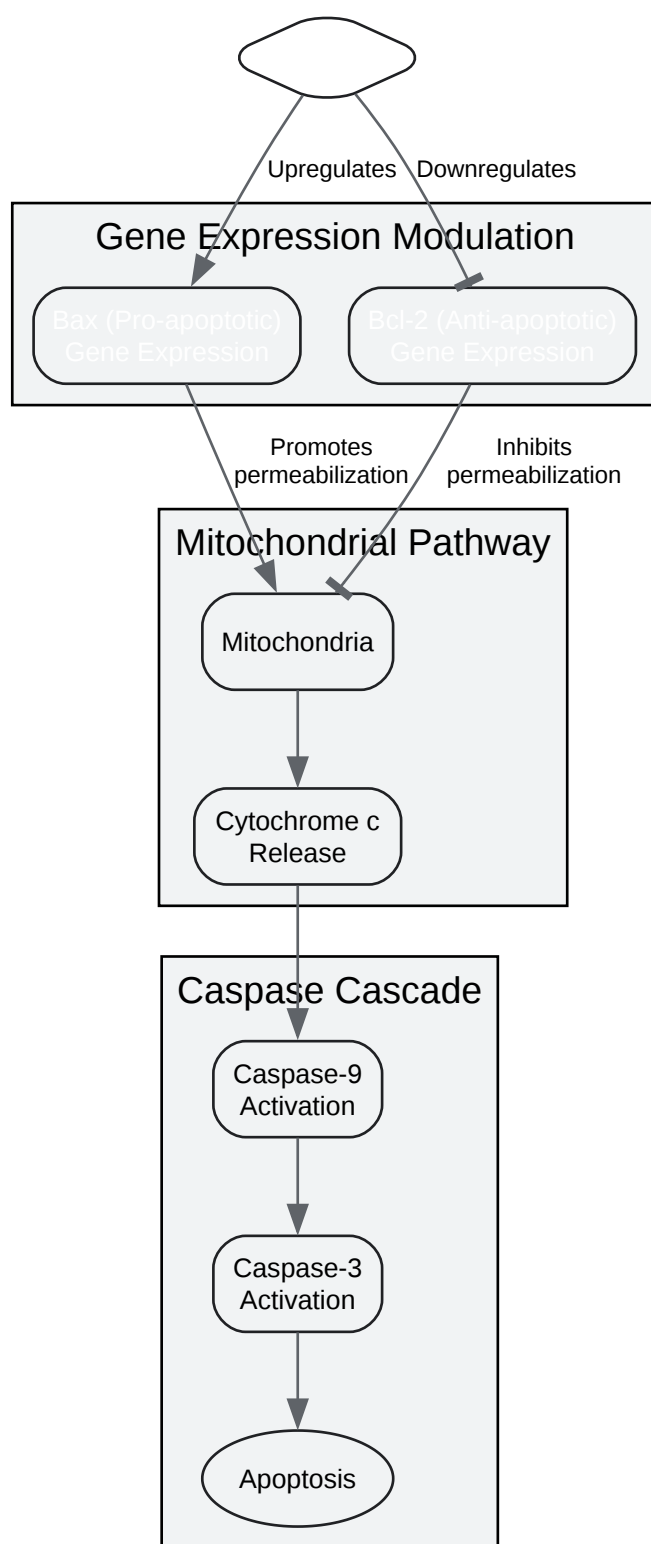 Upregulates
Downregulates
Gene Expression Modulation
Bax (Pro-apoptotic)
Gene Expression
Bcl-2 (Anti-apoptotic)
Gene Expression
Promotes
permeabilization
Inhibits
permeabilization
Mitochondrial Pathway
Mitochondria
Cytochrome c
Release
Caspase Cascade
Caspase-9
Activation
Caspase-3
Activation
Apoptosis